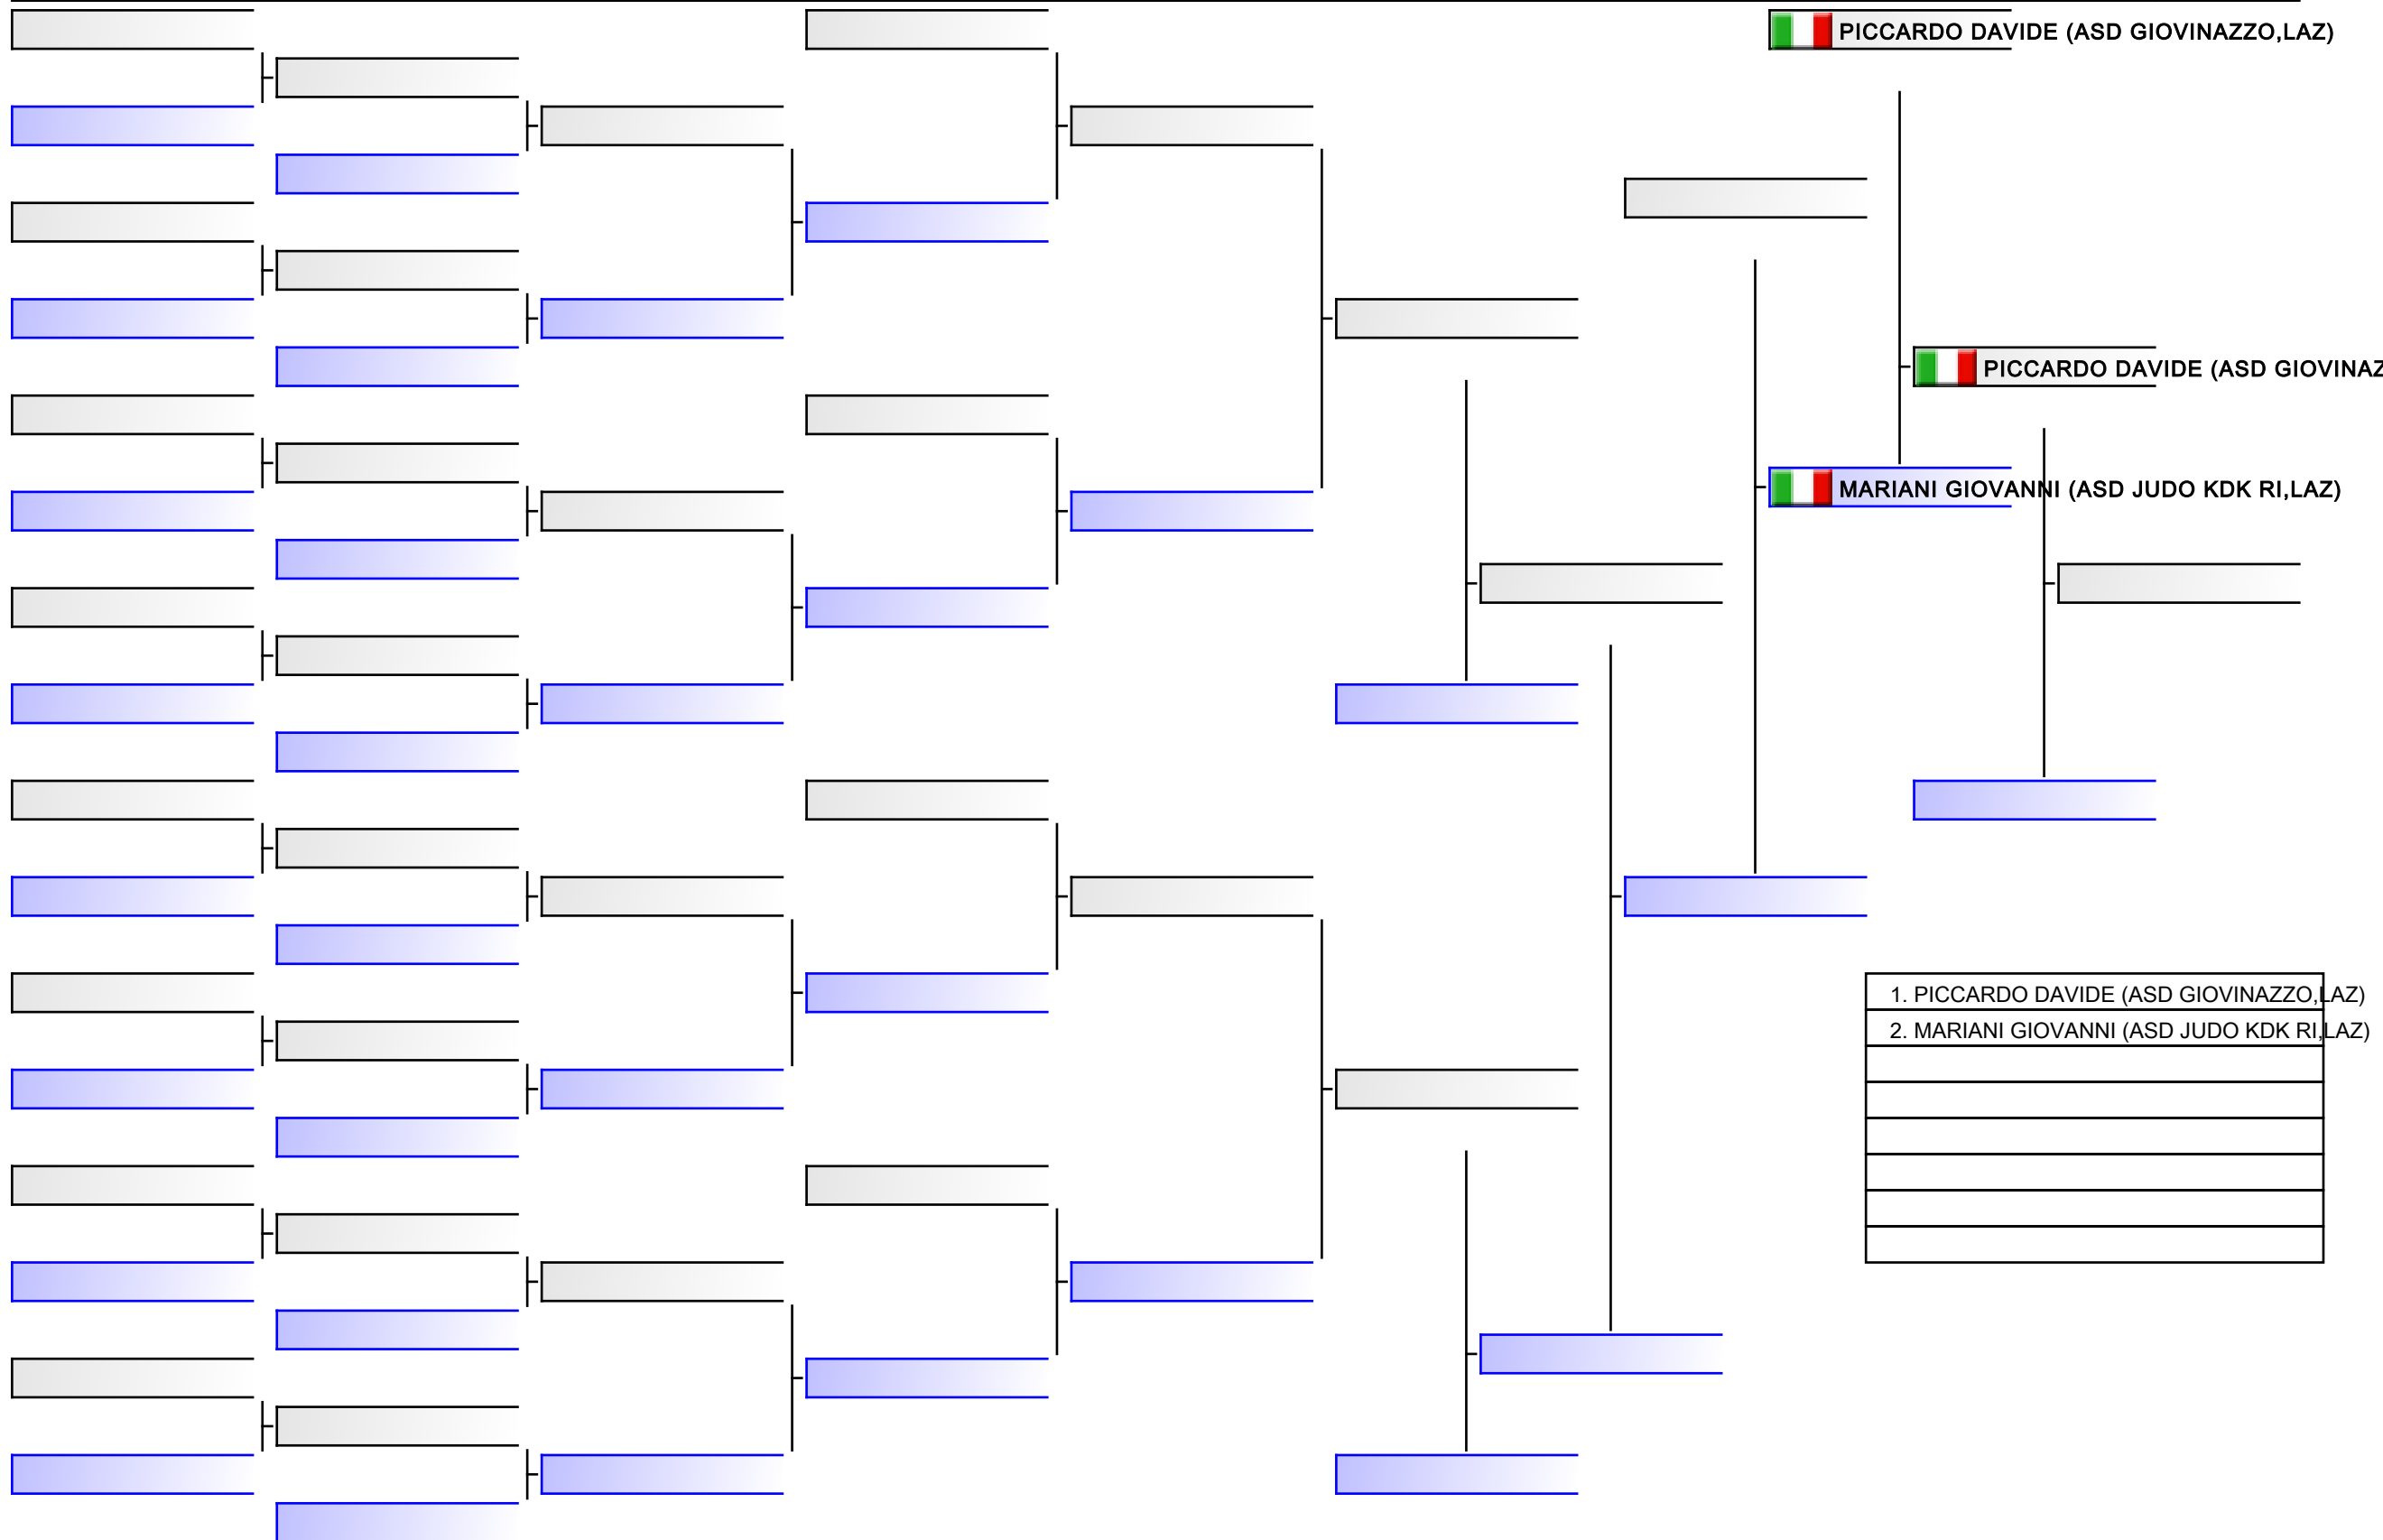 PICCARDO DAVIDE (ASD GIOVINAZZO,LAZ)
PICCARDO DAVIDE (ASD GIOVINAZ
MARIANI GIOVANNI (ASD JUDO KDK RI,LAZ)
1. PICCARDO DAVIDE (ASD GIOVINAZZO,LAZ)
2. MARIANI GIOVANNI (ASD JUDO KDK RI,LAZ)